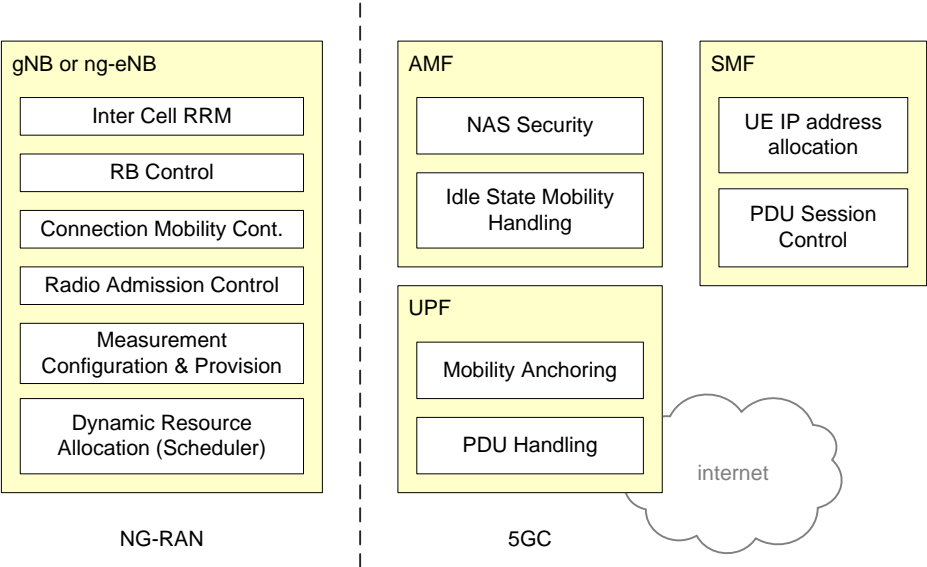 gNB or ng-eNB
Inter Cell RRM
RB Control
Connection Mobility Cont.
Radio Admission Control
Measurement
Configuration & Provision
Dynamic Resource
Allocation (Scheduler)
NG-RAN
AMF
NAS Security
Idle State Mobility
Handling
UPF
Mobility Anchoring
PDU Handling
SMF
UE IP address
allocation
PDU Session
Control
internet
5GC